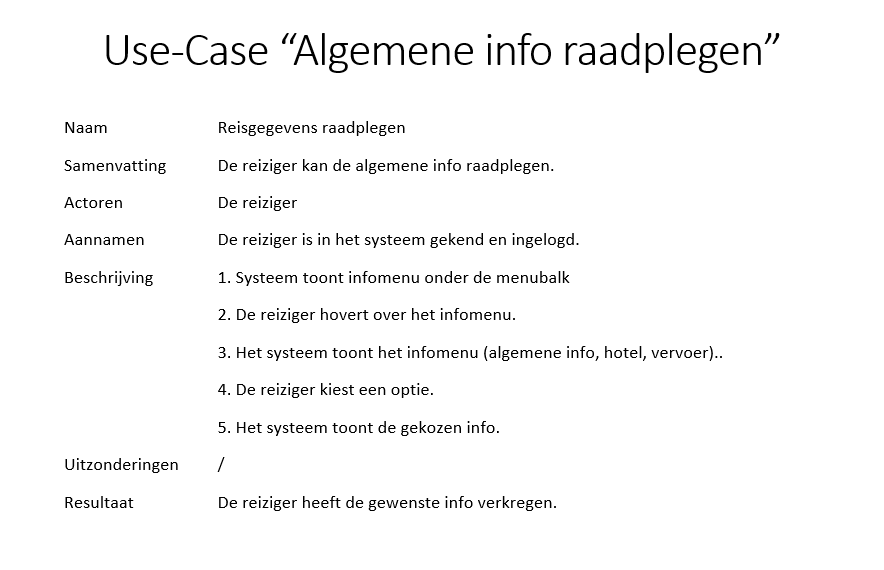 Use-Case “Algemene info raadplegen”
Naam Reisgegevens raadplegen
Samenvatting De reiziger kan de algemene info raadplegen.
Actoren De reiziger
Aannamen De reiziger is in het systeem gekend en ingelogd.
Beschrijving 1. Systeem toont infomenu onder de menubalk
2. De reiziger hovert over het infomenu.
3. Het systeem toont het infomenu (algemene info, hotel, vervoer)..
4. De reiziger kiest een optie.
5. Het systeem toont de gekozen info.
Uitzonderingen /
Resultaat De reiziger heeft de gewenste info verkregen.